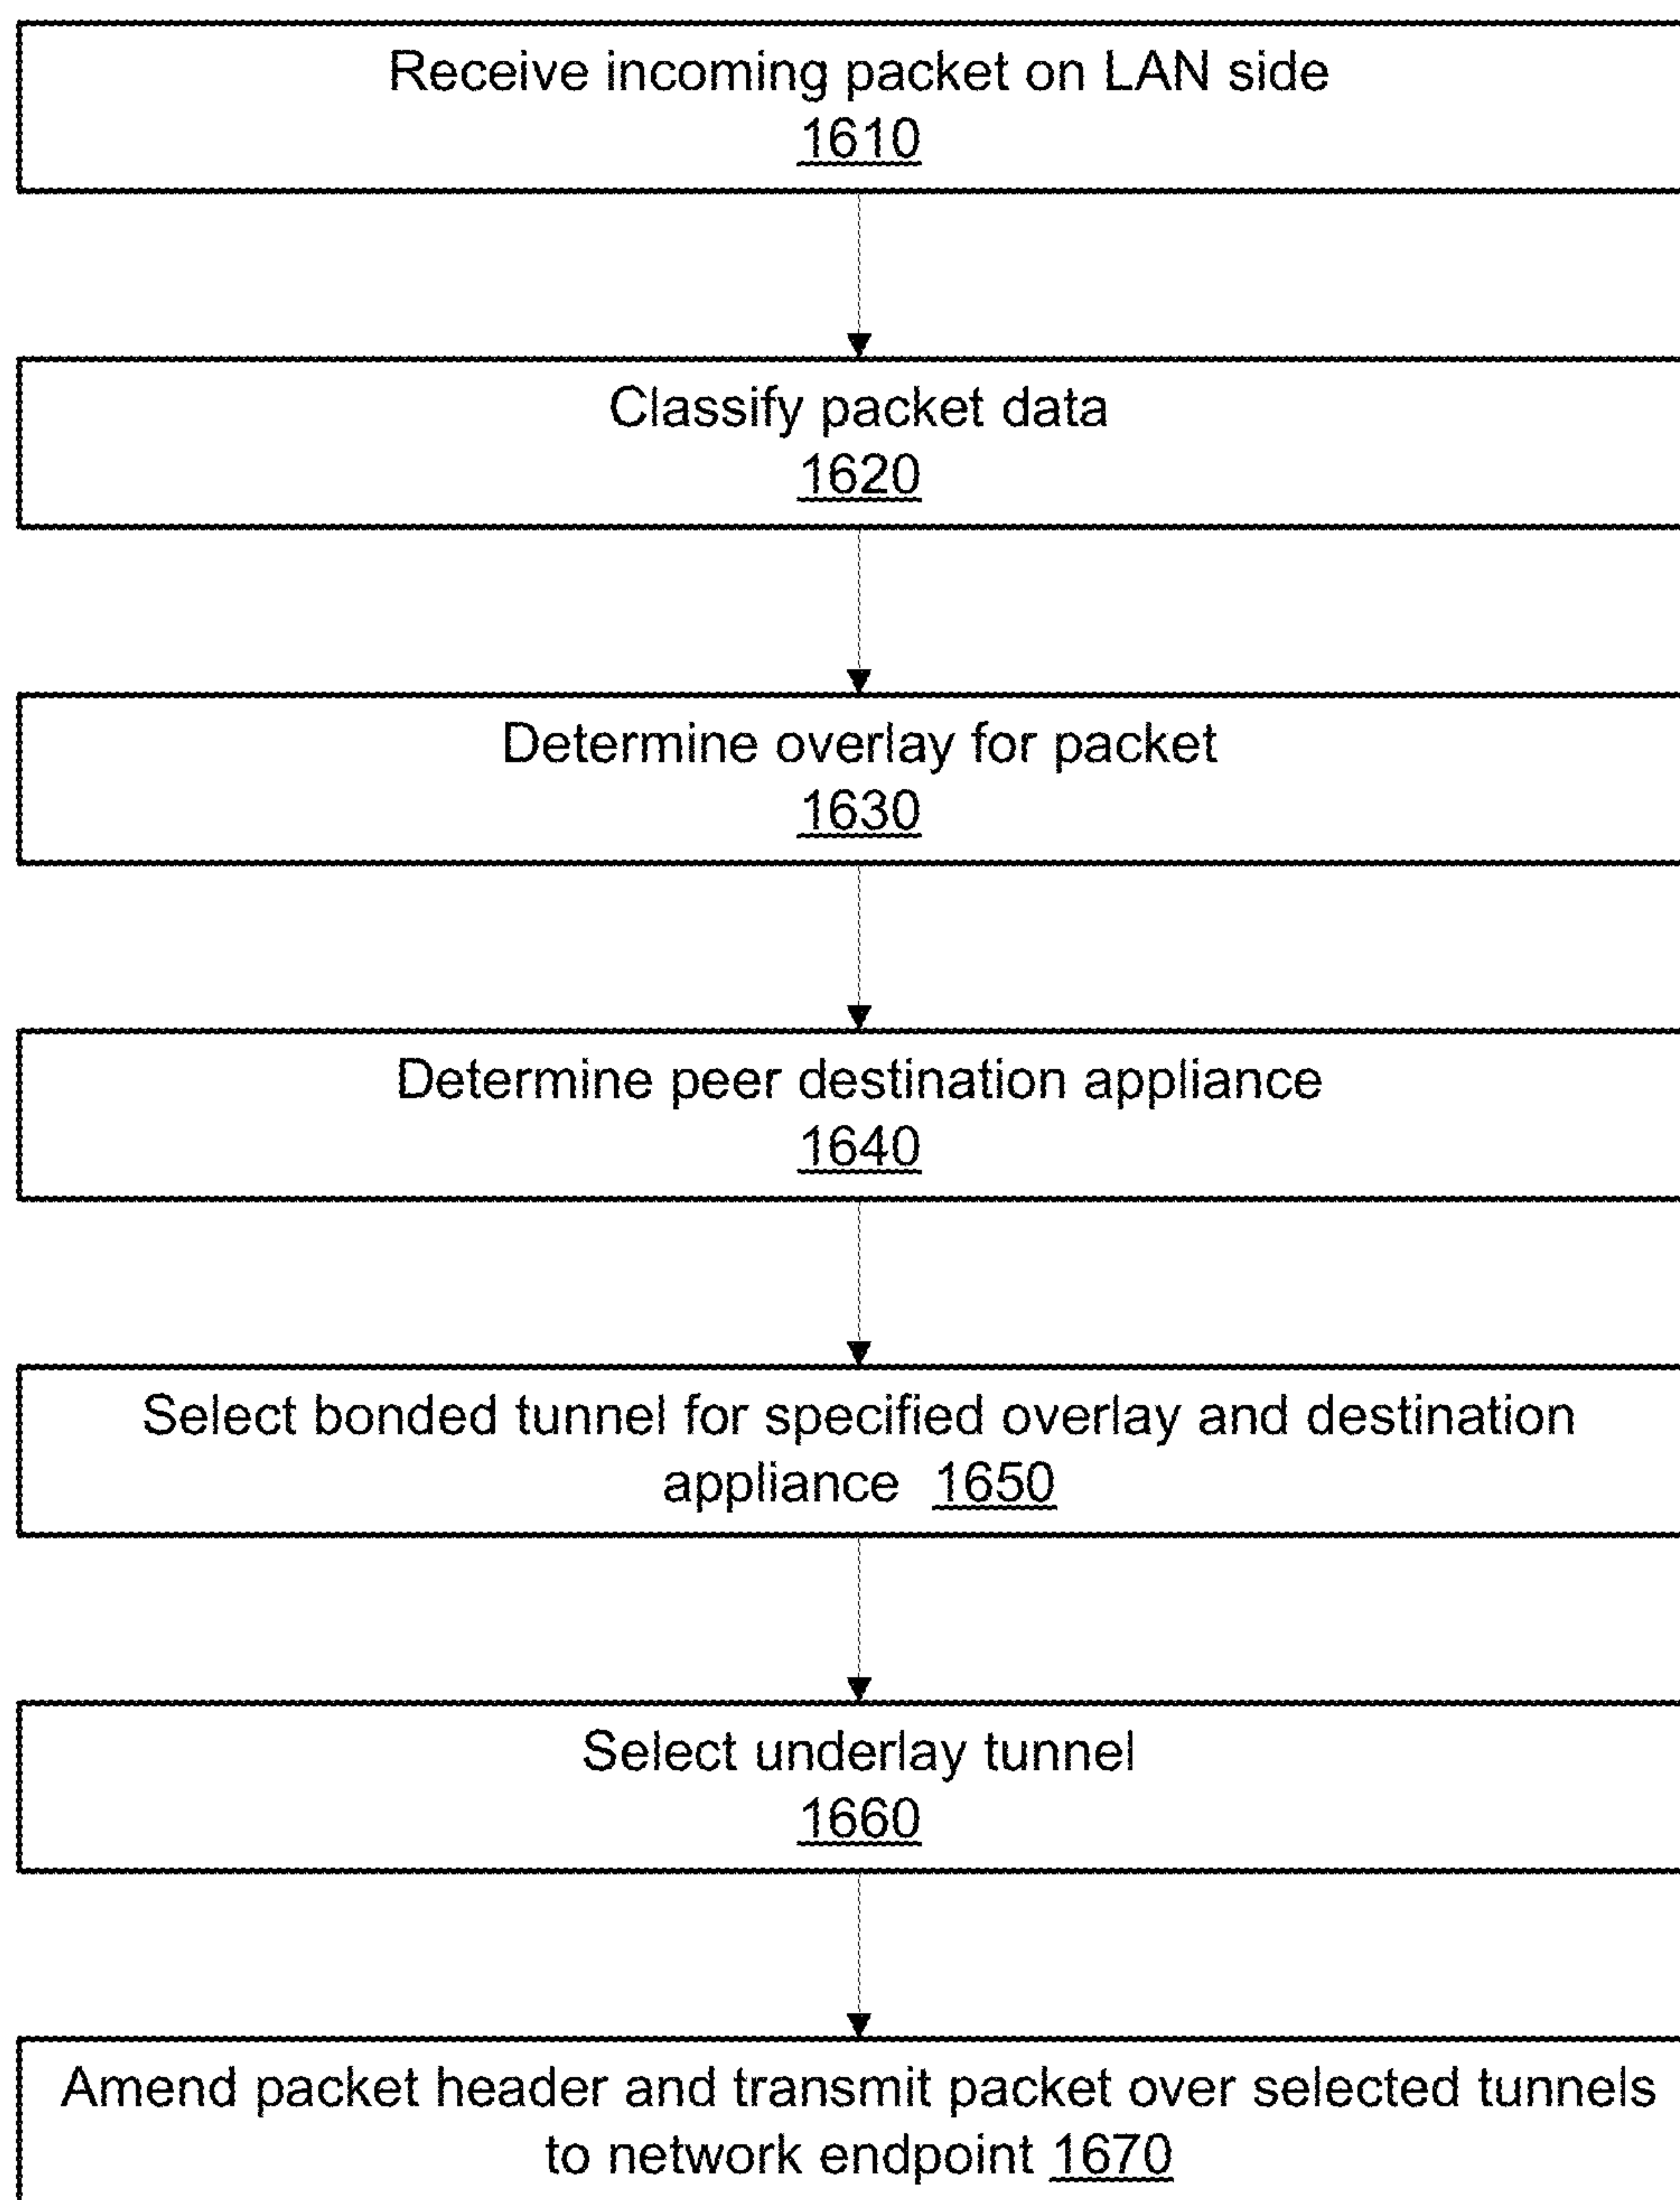 Receive incoming packet on LAN side
1610
Classify packet data
1620
Determine overlay for packet
1630
Determine peer destination appliance
1640
Select bonded tunnel for specified overlay and destination
appliance 1650
Select underlay tunnel
1660
Amend packet header and transmit packet over selected tunnels
to network endpoint 1670